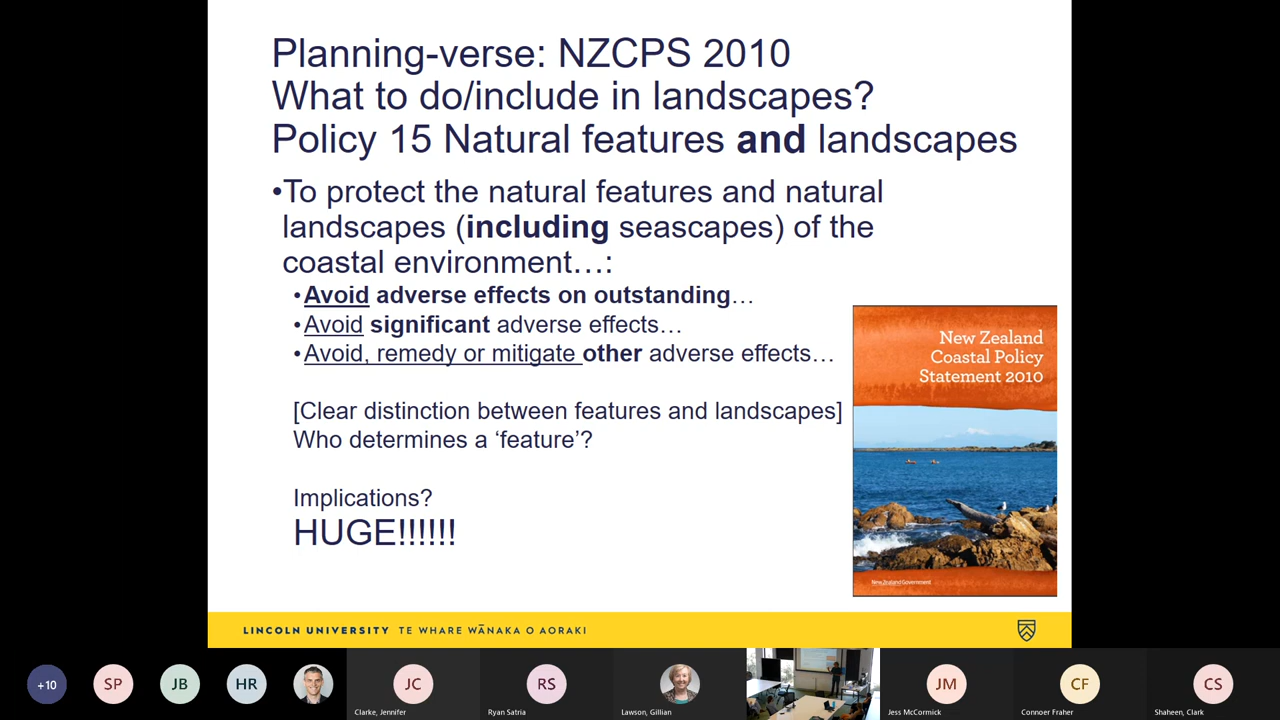 Planning-verse: NZCPS 2010
What to do/include in landscapes?
Policy 15 Natural features and landscapes
•To protect the natural features and natural
landscapes (including seascapes) of the
coastal environment…:
•Avoid adverse effects on outstanding…
•Avoid significant adverse effects…
•Avoid, remedy or mitigate other adverse effects…
[Clear distinction between features and landscapes]
Who determines a ‘feature’?
Implications?
HUGE!!!!!!
New Zealand
Coastal Policy
Statement 2010
New Zealand Government
LINCOLN UNIVERSITY TE WHARE WĀNAKA O AORAKI
+10 SP JB HR JC RS JM CF CS
Clarke, Jennifer Ryan Satria Lawson, Gillian Jess McCormick Connoer Fraher Shaheen, Clark